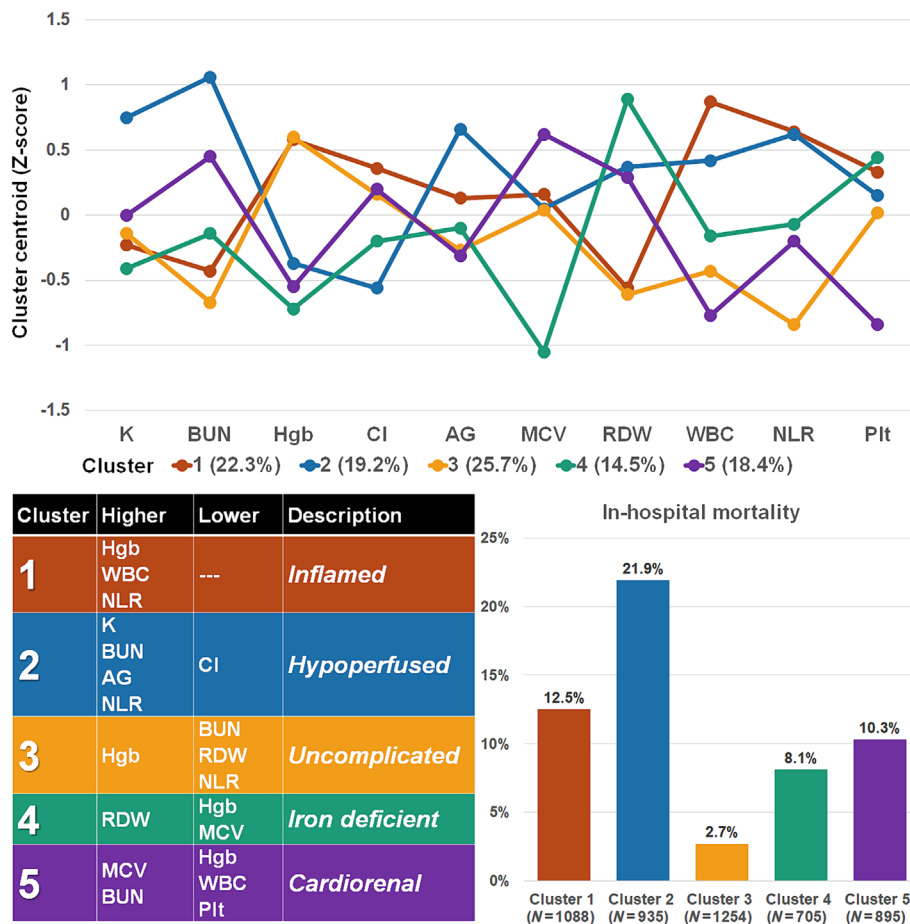 1.5
1
0.5
0
-0.5
-1
-1.5
Cluster centroid (Z-score)
K BUN Hgb Cl AG MCV RDW WBC NLR Plt
Cluster 1 (22.3%) 2 (19.2%) 3 (25.7%) 4 (14.5%) 5 (18.4%)
Cluster Higher Lower Description
1
Hgb
WBC
NLR
---
Inflamed
2
K
BUN
AG
NLR
Cl
Hypoperfused
3
Hgb
BUN
RDW
NLR
Uncomplicated
4
RDW
Hgb
MCV
Iron deficient
5
MCV
BUN
Hgb
WBC
Plt
Cardiorenal
In-hospital mortality
25%
20%
15%
10%
5%
0%
12.5%
21.9%
2.7%
8.1%
10.3%
Cluster 1 Cluster 2 Cluster 3 Cluster 4 Cluster 5
(N=1088) (N=935) (N=1254) (N=705) (N=895)